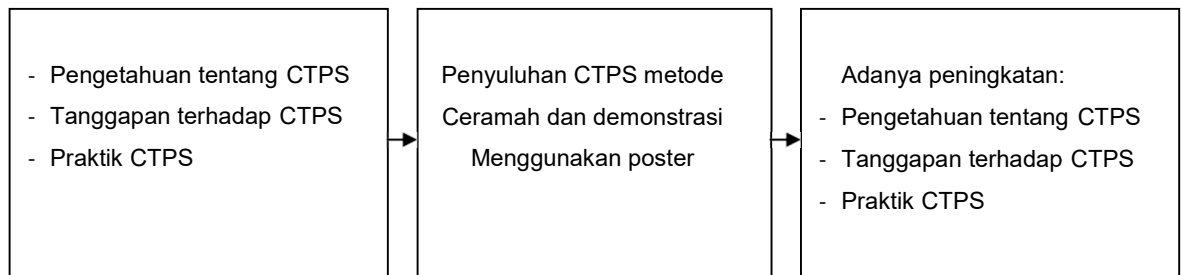 - Pengetahuan tentang CTPS
- Tanggapan terhadap CTPS
- Praktik CTPS
Penyuluhan CTPS metode
Ceramah dan demonstrasi
Menggunakan poster
Adanya peningkatan:
- Pengetahuan tentang CTPS
- Tanggapan terhadap CTPS
- Praktik CTPS